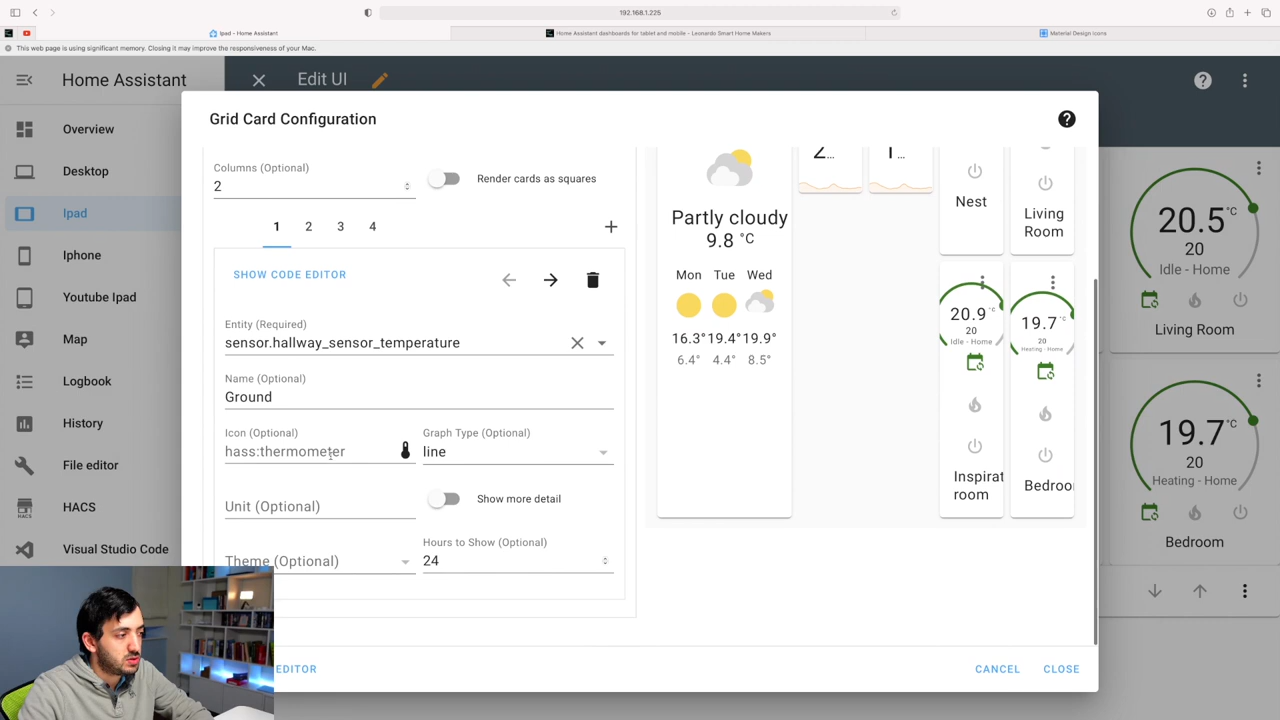 192.168.1.225
Ipad - Home Assistant
Home Assistant dashboards for tablet and mobile - Leonardo Smart Home Makers
Material Design Icons
This web page is using significant memory. Closing it may improve the responsiveness of your Mac.
Home Assistant
Edit UI
Overview
Desktop
Ipad
Iphone
Youtube Ipad
Map
Logbook
History
File editor
HACS
HACS
Visual Studio Code
Grid Card Configuration
Columns (Optional)
2
Render cards as squares
1 2 3 4
SHOW CODE EDITOR
Entity (Required)
sensor.hallway_sensor_temperature
Name (Optional)
Ground
Icon (Optional)
hass:thermometer
Graph Type (Optional)
line
Unit (Optional)
Show more detail
Theme (Optional)
Hours to Show (Optional)
24
EDITOR
CANCEL
CLOSE
Partly cloudy
9.8 °C
Mon Tue Wed
16.3° 19.4° 19.9°
6.4° 4.4° 8.5°
2...
1...
Nest
Living
Room
20.9
20
Idle - Home
Inspirat
room
19.7
20
Heating - Home
Bedroo
20.5 °C
20
Idle - Home
Living Room
19.7 °C
20
Heating - Home
Bedroom